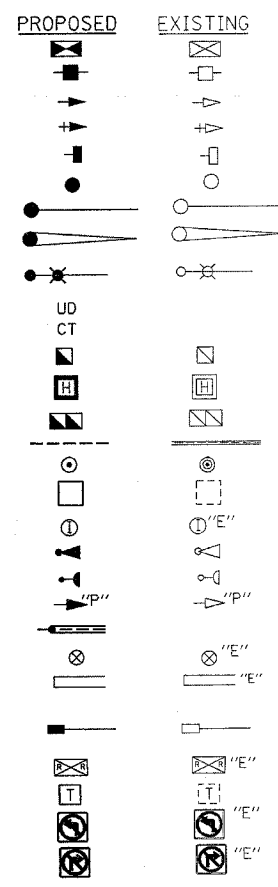 PROPOSED EXISTING
UD
CT
H H
I I "E"
"P" "P"
"E"
"E"
R R R R "E"
T T
"E"
R R "E"